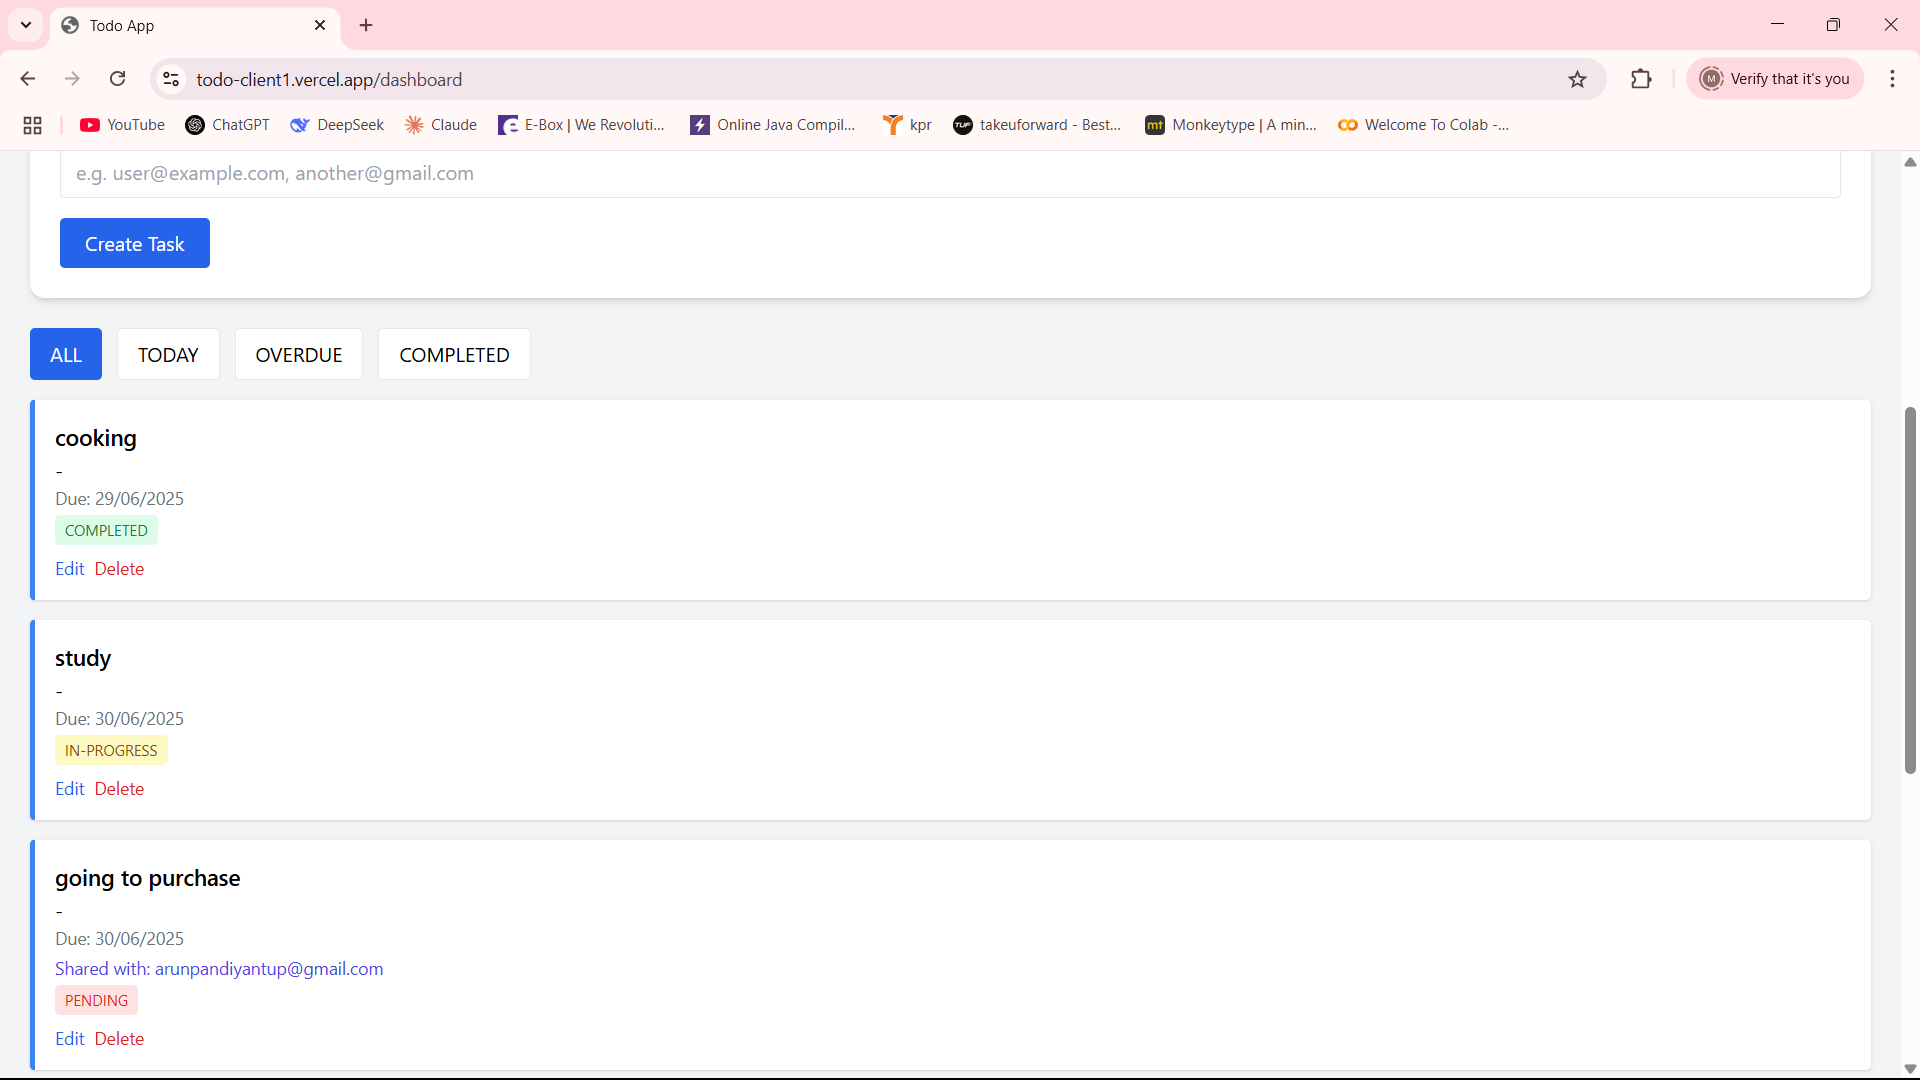 Todo App
todo-client1.vercel.app/dashboard
M
Verify that it's you
YouTube
ChatGPT
DeepSeek
Claude
E-Box | We Revoluti...
Online Java Compil...
kpr
takeuforward - Best...
mt
Monkeytype | A min...
Welcome To Colab -...
e.g. user@example.com, another@gmail.com
Create Task
ALL
TODAY
OVERDUE
COMPLETED
cooking
-
Due: 29/06/2025
COMPLETED
Edit Delete
study
-
Due: 30/06/2025
IN-PROGRESS
Edit Delete
going to purchase
-
Due: 30/06/2025
Shared with: arunpandiyantup@gmail.com
PENDING
Edit Delete